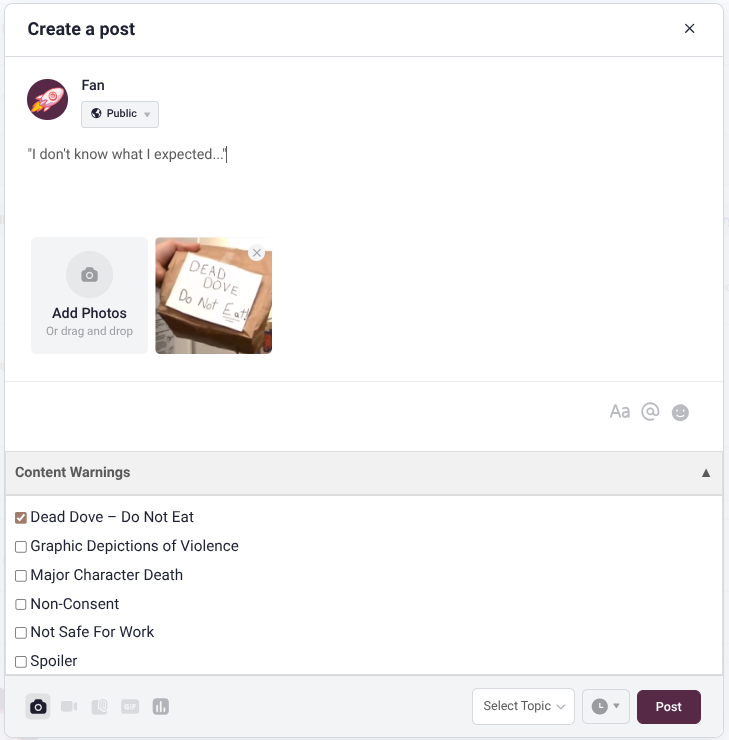 Create a post
Fan
Public
"I don't know what I expected..."
DEAD
DOVE
Do Not Eat!
Add Photos
Or drag and drop
Aa @
Content Warnings
Dead Dove – Do Not Eat
Graphic Depictions of Violence
Major Character Death
Non-Consent
Not Safe For Work
Spoiler
GIF
Select Topic
Post